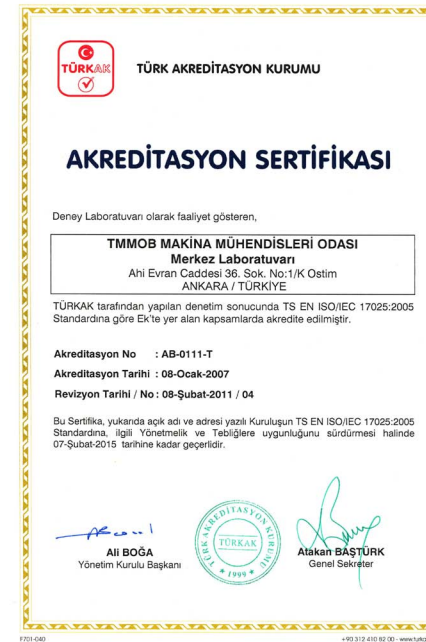 TÜRKAK
TÜRK AKREDİTASYON KURUMU
AKREDİTASYON SERTİFİKASI
Deney Laboratuvarı olarak faaliyet gösteren,
TMMOB MAKİNA MÜHENDİSLERİ ODASI
Merkez Laboratuvarı
Ahi Evran Caddesi 36. Sok. No:1/K Ostim
ANKARA / TÜRKİYE
TÜRKAK tarafından yapılan denetim sonucunda TS EN ISO/IEC 17025:2005
Standardına göre Ek'te yer alan kapsamlarda akredite edilmiştir.
Akreditasyon No : AB-0111-T
Akreditasyon Tarihi : 08-Ocak-2007
Revizyon Tarihi / No : 08-Şubat-2011 / 04
Bu Sertifika, yukarıda açık adı ve adresi yazılı Kuruluşun TS EN ISO/IEC 17025:2005
Standardına, ilgili Yönetmelik ve Tebliğlere uygunluğunu sürdürmesi halinde
07-Şubat-2015 tarihine kadar geçerlidir.
TÜRK AKREDİTASYON KURUMU
TÜRKAK
* 1999 *
Ali BOĞA
Yönetim Kurulu Başkanı
Atakan BAŞTÜRK
Genel Sekreter
F701-040
+90 312 410 82 00 - www.turka